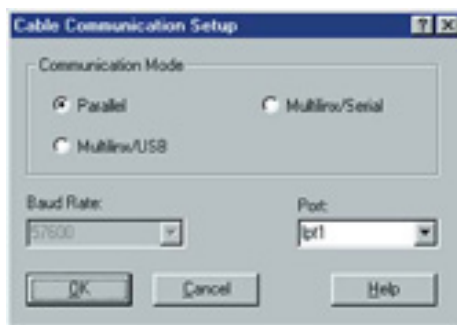 Cable Communication Setup
Communication Mode
Parallel
Multilinx/Serial
Multilinx/USB
Baud Rate:
Port:
57600
lpt1
OK
Cancel
Help